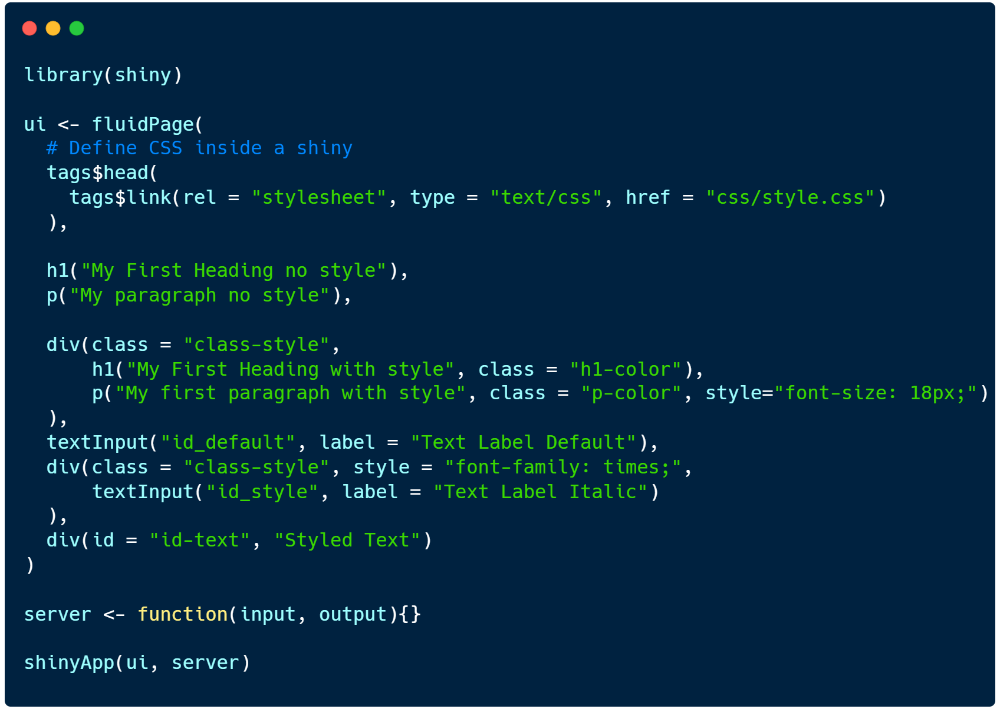 library(shiny)

ui <- fluidPage(
  # Define CSS inside a shiny
  tags$head(
    tags$link(rel = "stylesheet", type = "text/css", href = "css/style.css")
  ),

  h1("My First Heading no style"),
  p("My paragraph no style"),

  div(class = "class-style",
      h1("My First Heading with style", class = "h1-color"),
      p("My first paragraph with style", class = "p-color", style="font-size: 18px;")
  ),
  textInput("id_default", label = "Text Label Default"),
  div(class = "class-style", style = "font-family: times;",
      textInput("id_style", label = "Text Label Italic")
  ),
  div(id = "id-text", "Styled Text")
)

server <- function(input, output){}

shinyApp(ui, server)